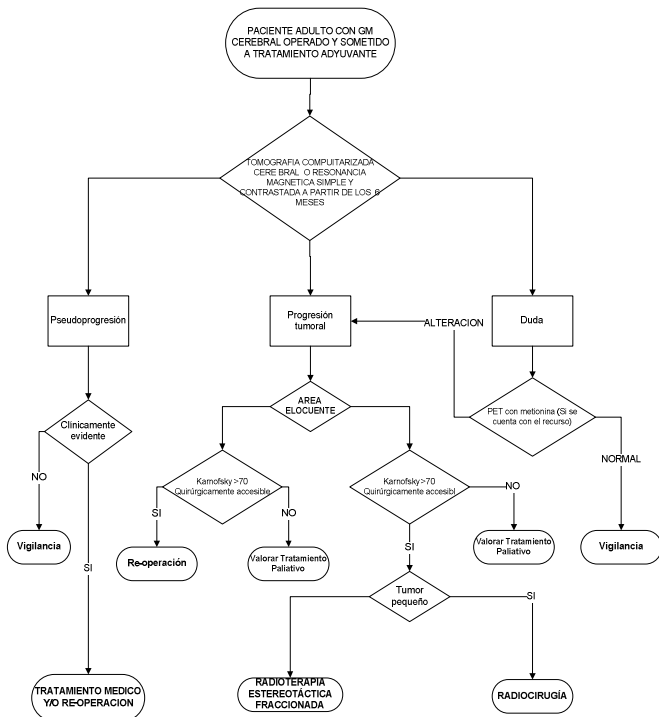 PACIENTE ADULTO CON GM
CEREBRAL OPERADO Y SOMETIDO
A TRATAMIENTO ADYUVANTE
TOMOGRAFIA COMPUITARIZADA
CERE BRAL O RESONANCIA
MAGNETICA SIMPLE Y
CONTRASTADA A PARTIR DE LOS 6
MESES
Pseudoprogresión
Progresión
tumoral
ALTERACION
Duda
AREA
ELOCUENTE
PET con metionina (Si se
cuenta con el recurso)
Clinicamente
evidente
NORMAL
NO
Karnofsky >70
Quirúrgicamente accesible
Karnofsky>70
Quirúrgicamente accesibl
NO
SI
NO
Vigilancia
Re-operación
Valorar Tratamiento
Paliativo
SI
Valorar Tratamiento
Paliativo
Vigilancia
SI
Tumor
pequeño
SI
TRATAMIENTO MEDICO
Y/O RE-OPERACION
RADIOTERAPIA
ESTEREOTÁCTICA
FRACCIONADA
RADIOCIRUGÍA